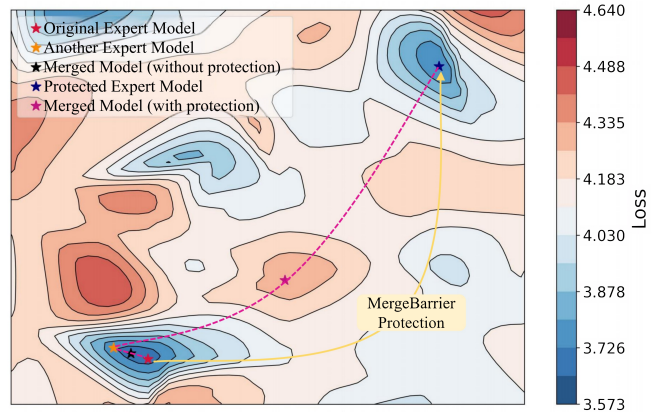 Original Expert Model
Another Expert Model
Merged Model (without protection)
Protected Expert Model
Merged Model (with protection)
MergeBarrier
Protection
4.640
4.488
4.335
4.183
4.030
3.878
3.726
3.573
Loss